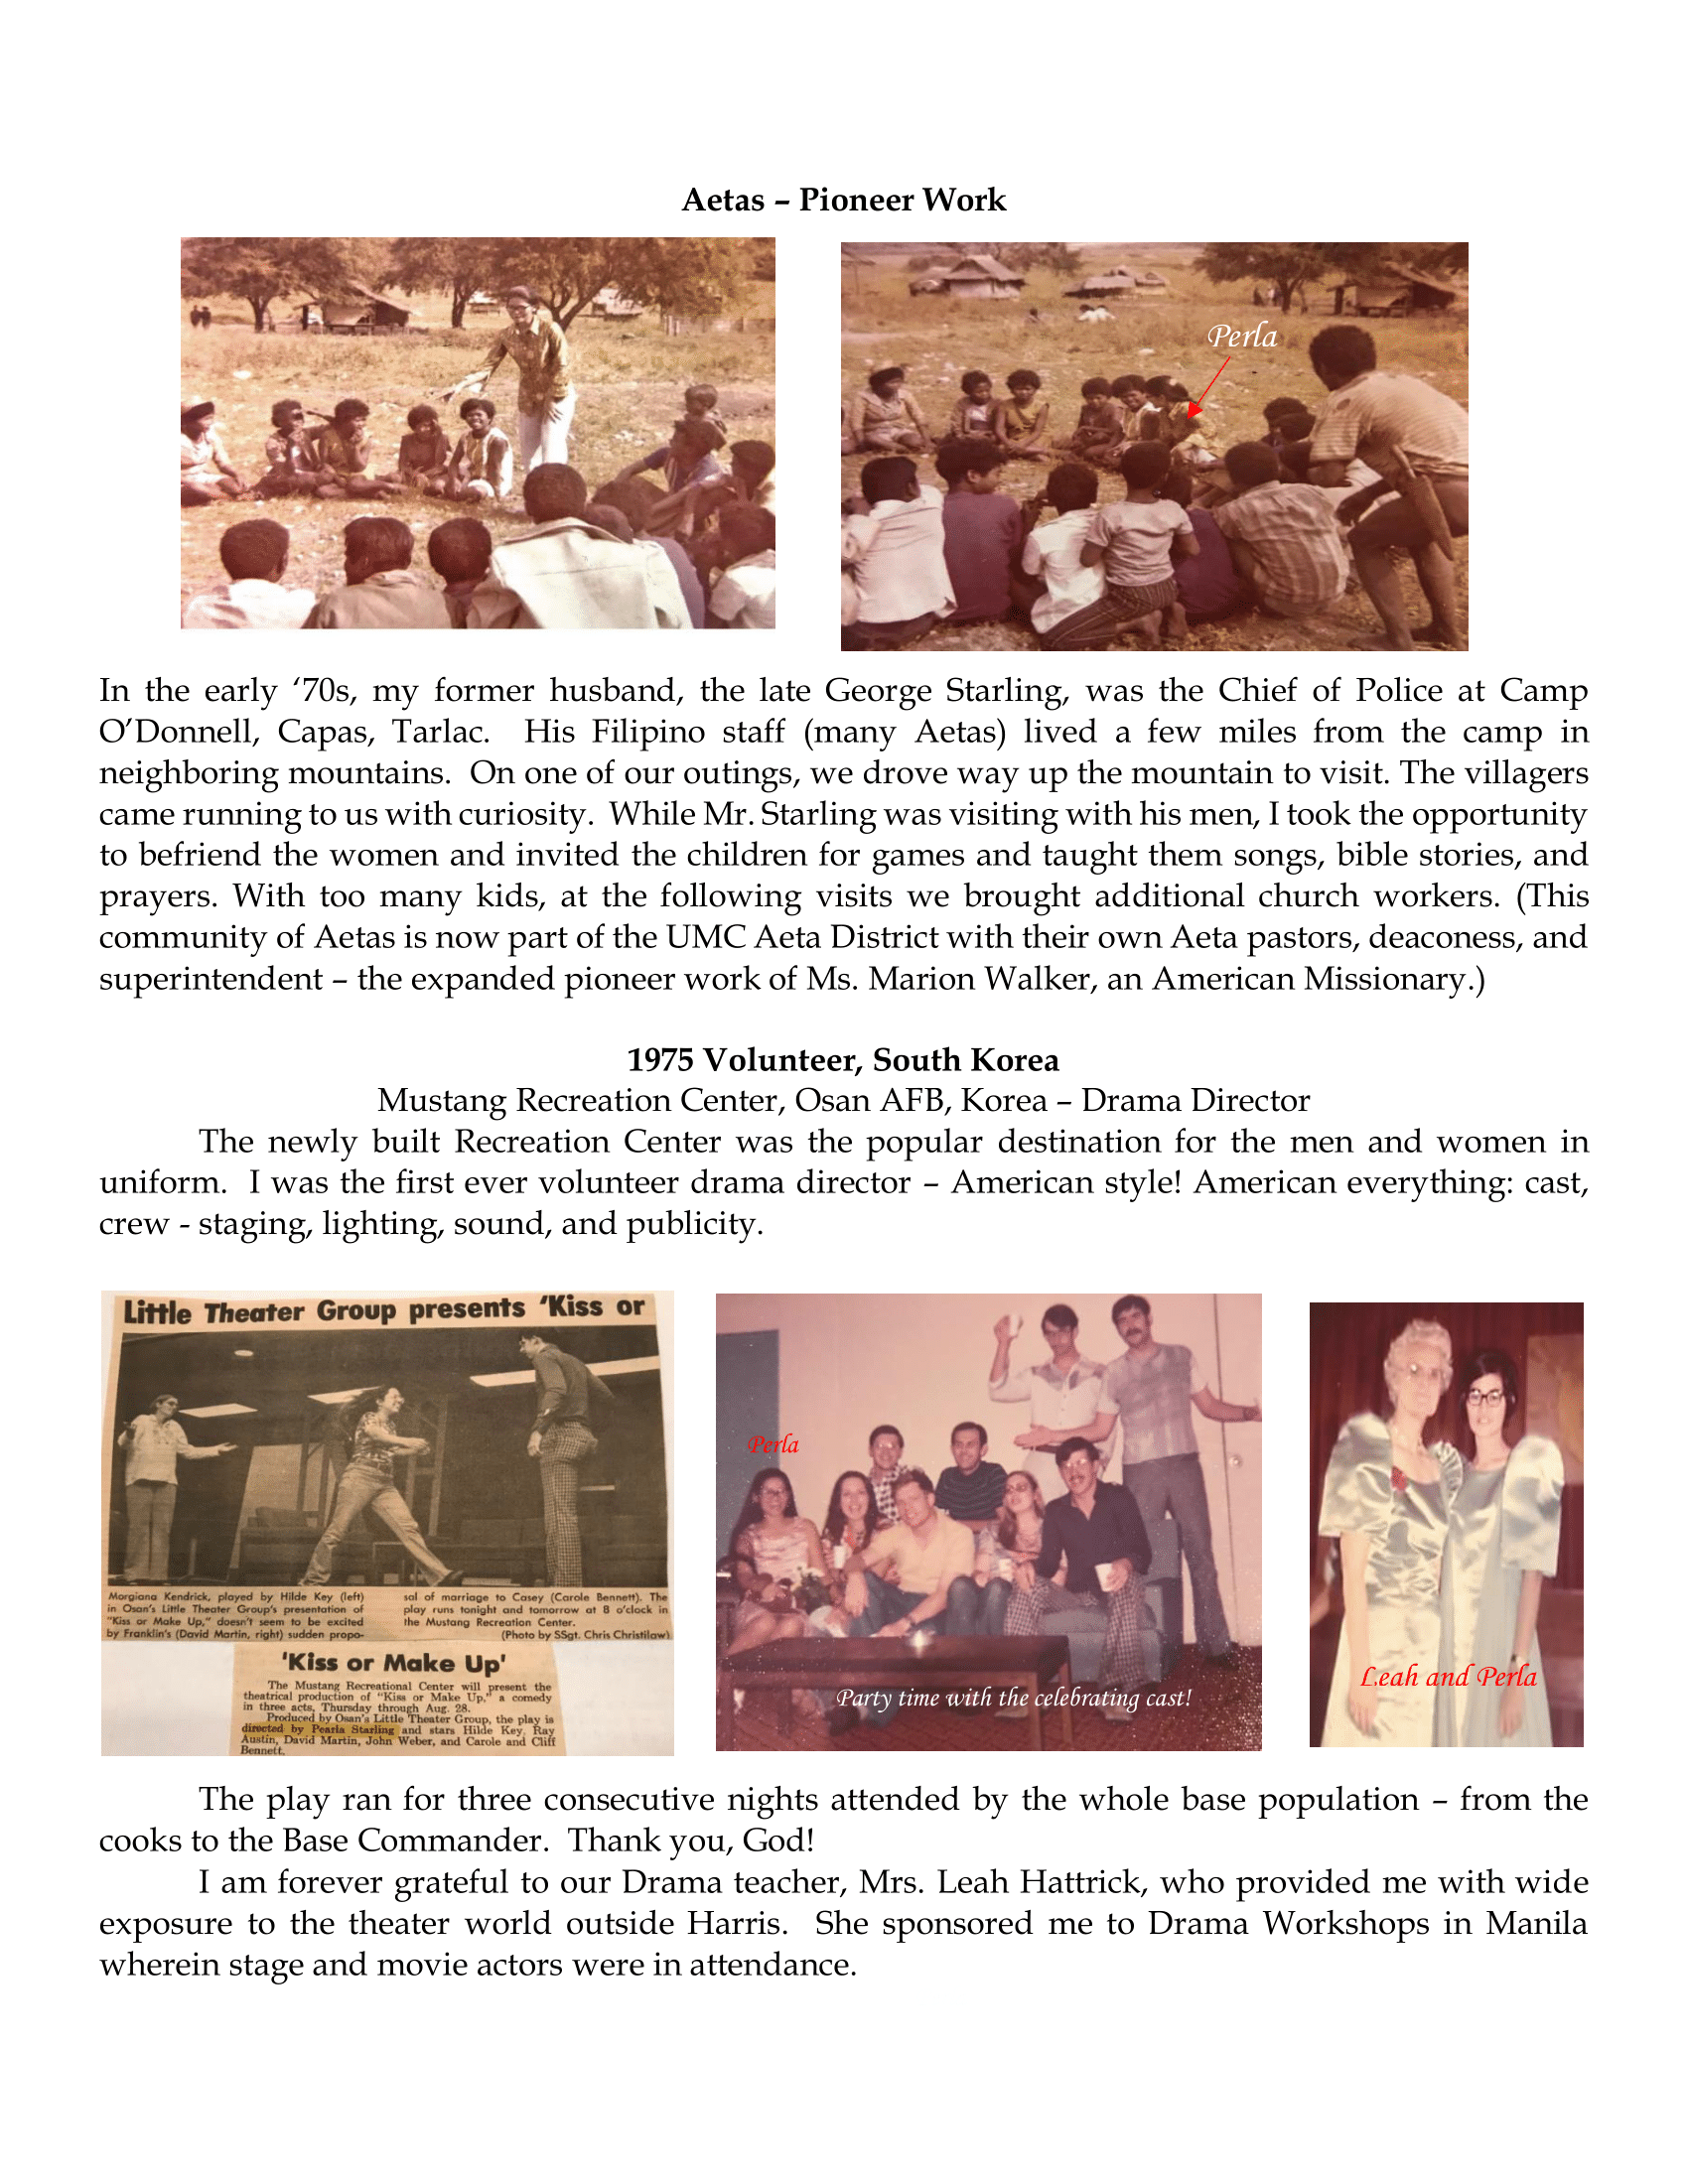 Aetas – Pioneer Work
Perla
In the early ‘70s, my former husband, the late George Starling, was the Chief of Police at Camp
O’Donnell, Capas, Tarlac.  His Filipino staff (many Aetas) lived a few miles from the camp in
neighboring mountains.  On one of our outings, we drove way up the mountain to visit. The villagers
came running to us with curiosity.  While Mr. Starling was visiting with his men, I took the opportunity
to befriend the women and invited the children for games and taught them songs, bible stories, and
prayers. With too many kids, at the following visits we brought additional church workers. (This
community of Aetas is now part of the UMC Aeta District with their own Aeta pastors, deaconess, and
superintendent – the expanded pioneer work of Ms. Marion Walker, an American Missionary.)
1975 Volunteer, South Korea
Mustang Recreation Center, Osan AFB, Korea – Drama Director
The newly built Recreation Center was the popular destination for the men and women in
uniform.  I was the first ever volunteer drama director – American style! American everything: cast,
crew - staging, lighting, sound, and publicity.
Little Theater Group presents ‘Kiss or
Morgiana Kendrick, played by Hilde Key (left)
in Osan’s Little Theater Group’s presentation of
“Kiss or Make Up,” doesn’t seem to be excited
by Franklin’s (David Martin, right) sudden propo-
sal of marriage to Casey (Carole Bennett). The
play runs tonight and tomorrow at 8 o’clock in
the Mustang Recreation Center.
(Photo by SSgt. Chris Christilaw)
‘Kiss or Make Up’
The Mustang Recreational Center will present the
theatrical production of “Kiss or Make Up,” a comedy
in three acts, Thursday through Aug. 28.
Produced by Osan’s Little Theater Group, the play is
directed by Pearla Starling and stars Hilde Key, Ray
Austin, David Martin, John Weber, and Carole and Cliff
Bennett.
Perla
Party time with the celebrating cast!
Leah and Perla
The play ran for three consecutive nights attended by the whole base population – from the
cooks to the Base Commander.  Thank you, God!
I am forever grateful to our Drama teacher, Mrs. Leah Hattrick, who provided me with wide
exposure to the theater world outside Harris.  She sponsored me to Drama Workshops in Manila
wherein stage and movie actors were in attendance.